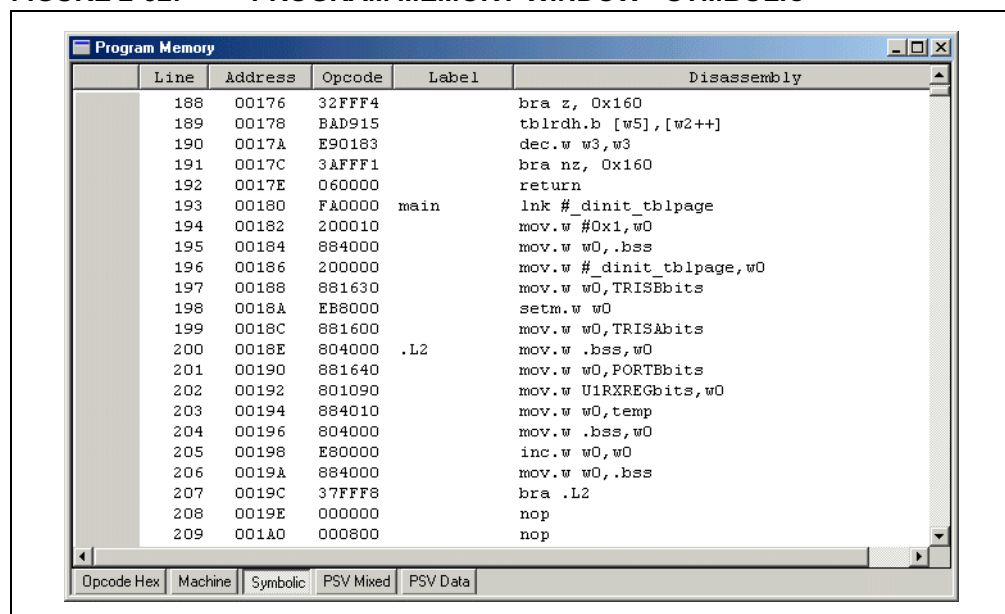 FIGURE 2-62: PROGRAM MEMORY WINDOW - SYMBOLIC
Program Memory
Line Address Opcode Label Disassembly
188 00176 32FFF4 bra z, 0x160
189 00178 BAD915 tblrdh.b [w5],[w2++]
190 0017A E90183 dec.w w3,w3
191 0017C 3AFFF1 bra nz, 0x160
192 0017E 060000 return
193 00180 FA0000 main lnk #_dinit_tblpage
194 00182 200010 mov.w #0x1,w0
195 00184 884000 mov.w w0,.bss
196 00186 200000 mov.w #_dinit_tblpage,w0
197 00188 881630 mov.w w0,TRISBbits
198 0018A EB8000 setm.w w0
199 0018C 881600 mov.w w0,TRISAbits
200 0018E 804000 .L2 mov.w .bss,w0
201 00190 881640 mov.w w0,PORTBbits
202 00192 801090 mov.w U1RXREGbits,w0
203 00194 884010 mov.w w0,temp
204 00196 804000 mov.w .bss,w0
205 00198 E80000 inc.w w0,w0
206 0019A 884000 mov.w w0,.bss
207 0019C 37FFF8 bra .L2
208 0019E 000000 nop
209 001A0 000800 nop
Opcode Hex Machine Symbolic PSV Mixed PSV Data